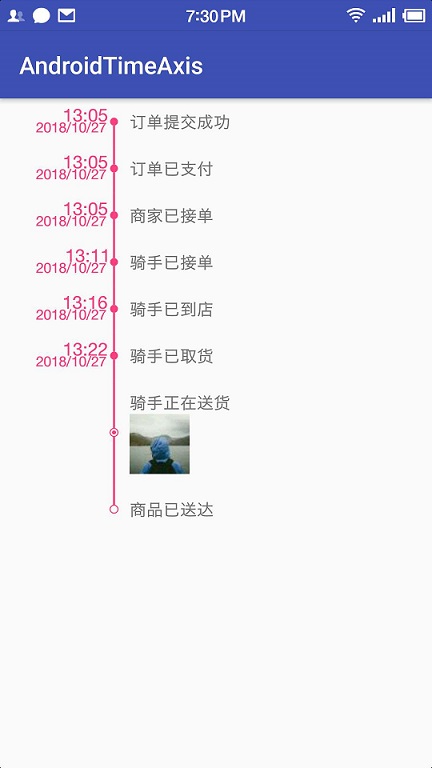 7:30 PM
AndroidTimeAxis
13:05
2018/10/27
订单提交成功
13:05
2018/10/27
订单已支付
13:05
2018/10/27
商家已接单
13:11
2018/10/27
骑手已接单
13:16
2018/10/27
骑手已到店
13:22
2018/10/27
骑手已取货
骑手正在送货
商品已送达